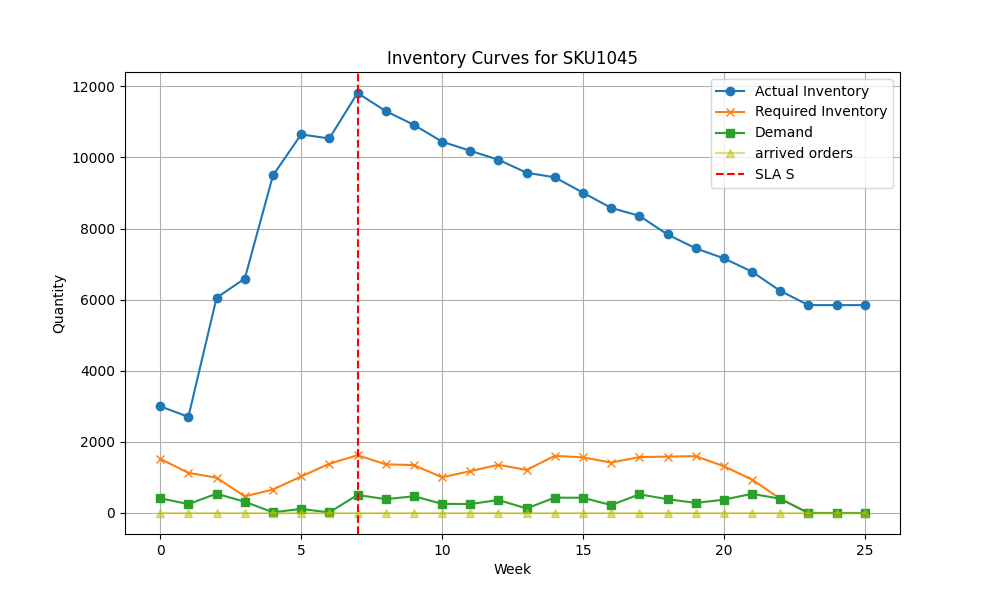 Inventory Curves for SKU1045
12000
10000
8000
6000
4000
2000
0
Quantity
0 5 10 15 20 25
Week
Actual Inventory
Required Inventory
Demand
arrived orders
SLA S